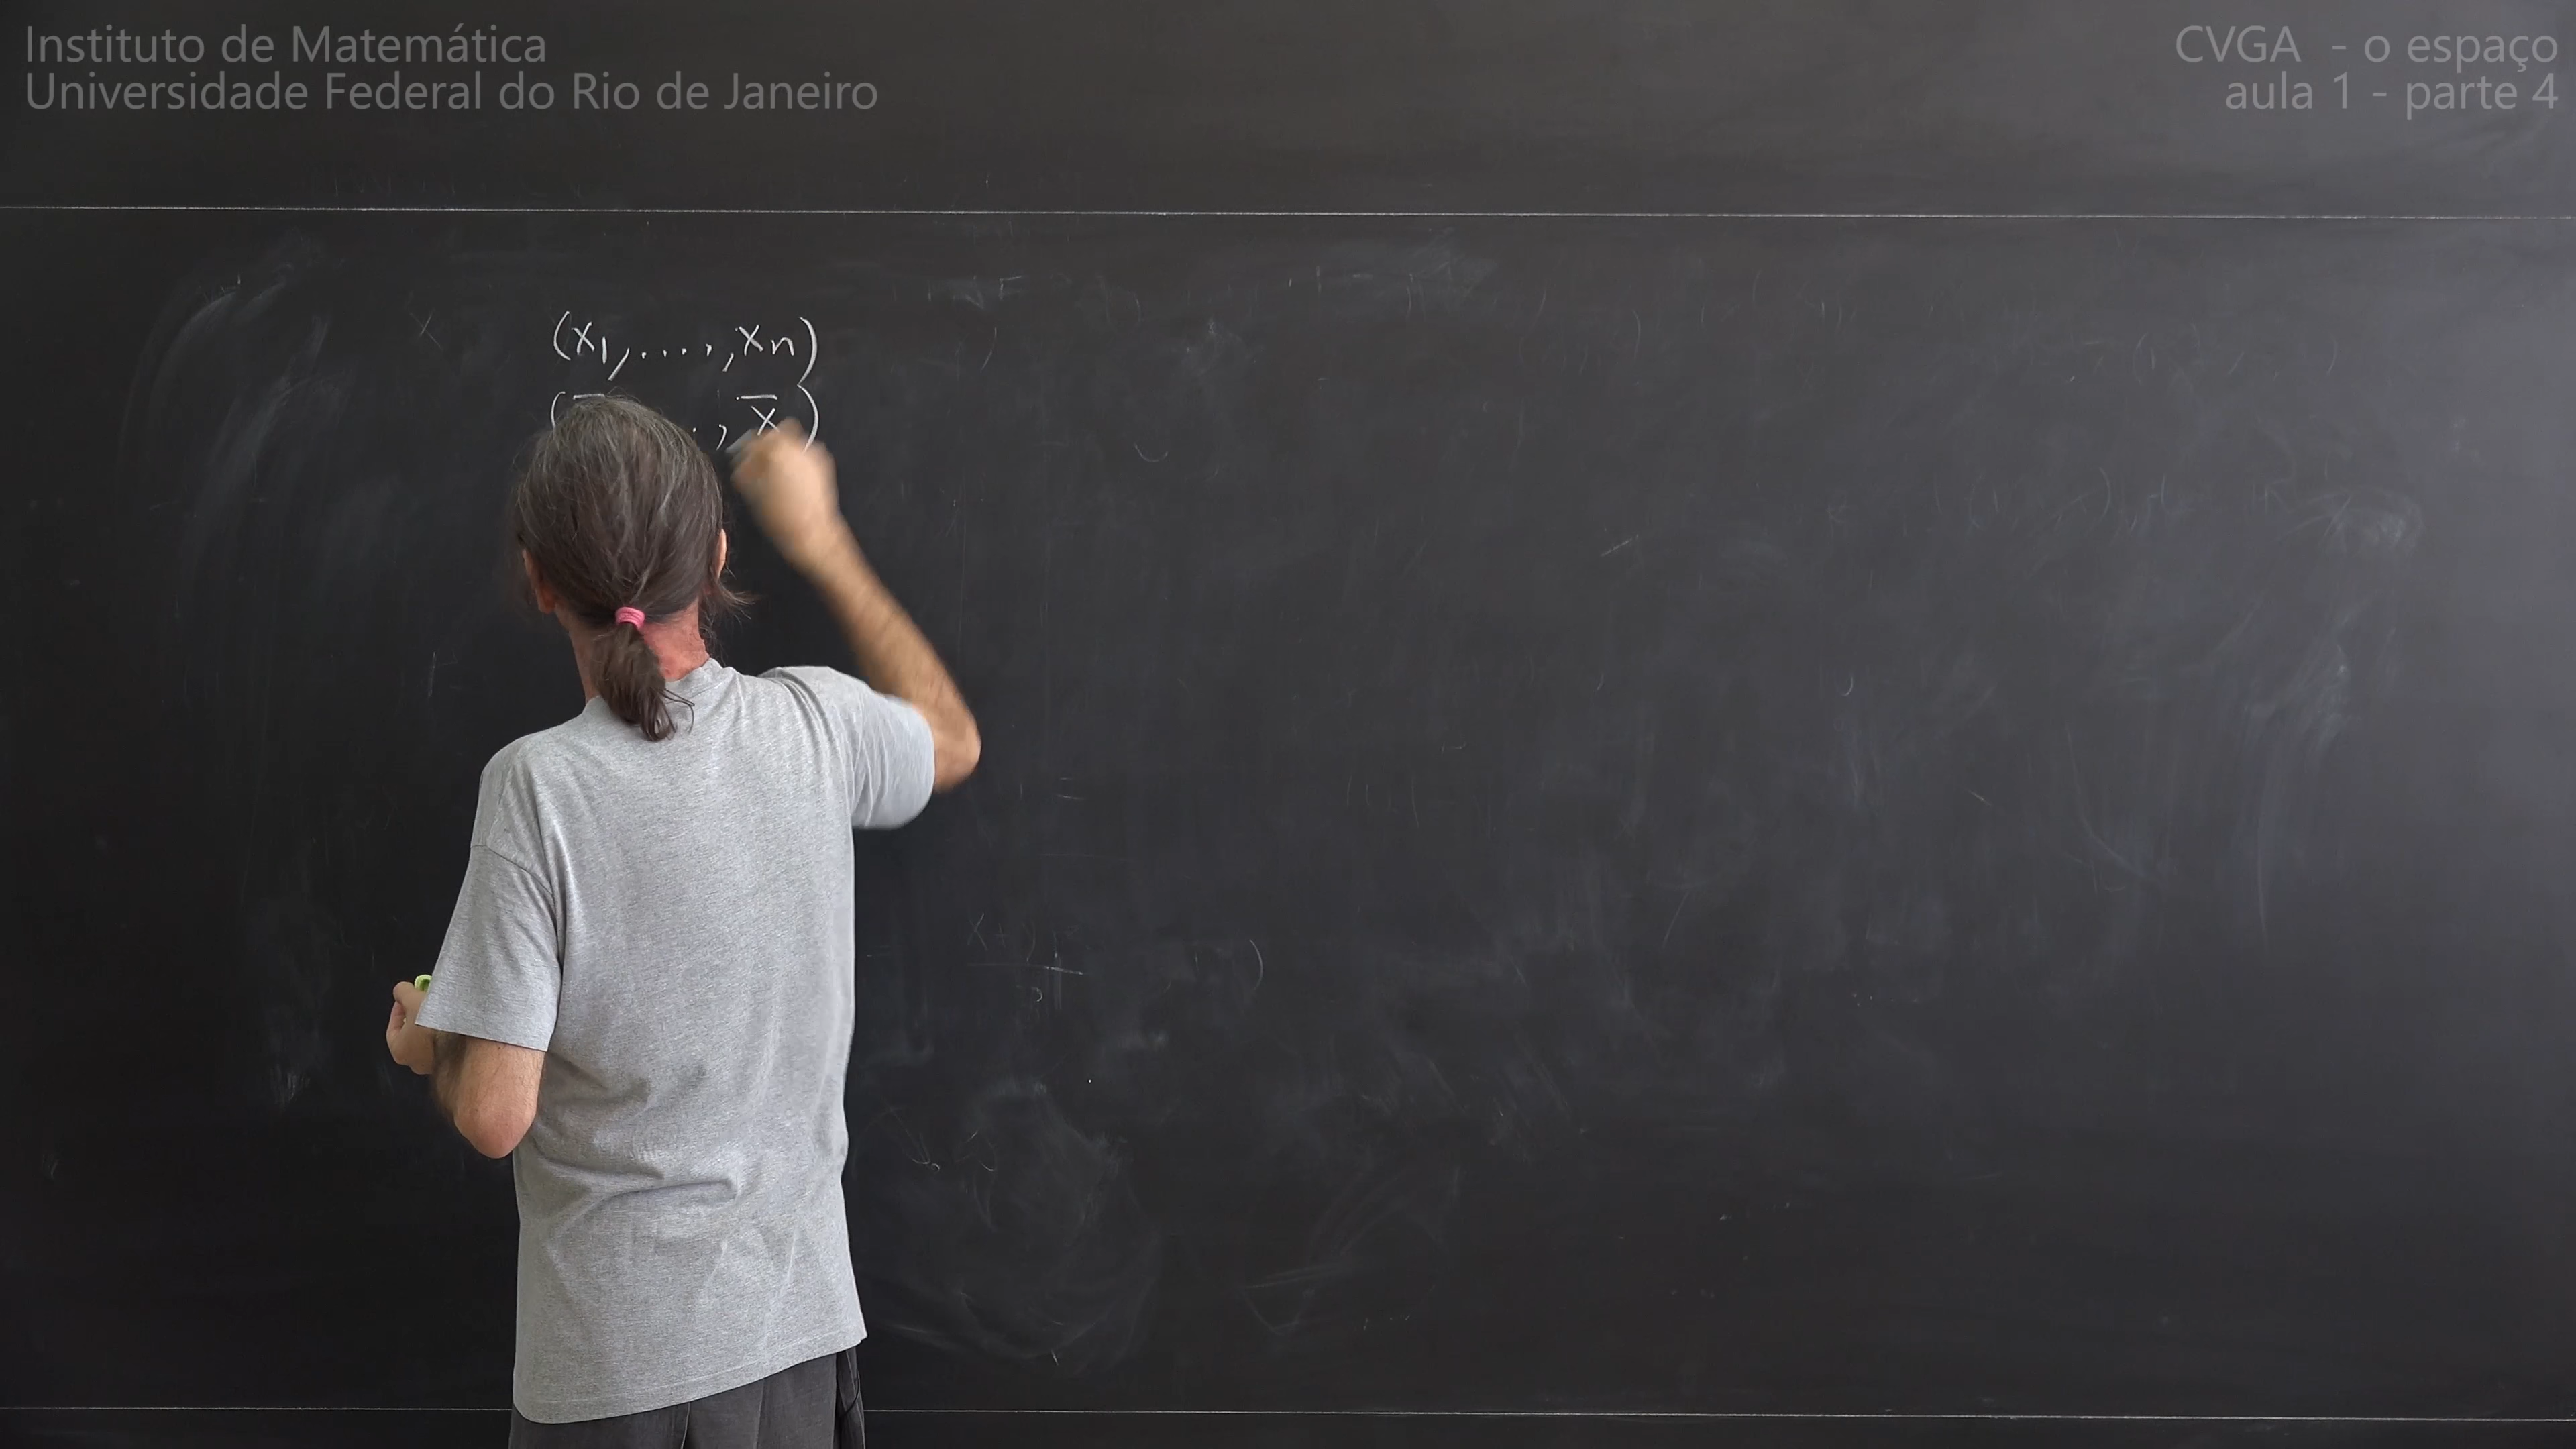 Instituto de Matemática
Universidade Federal do Rio de Janeiro
CVGA - o espaço
aula 1 - parte 4
(x₁, ...., xₙ)